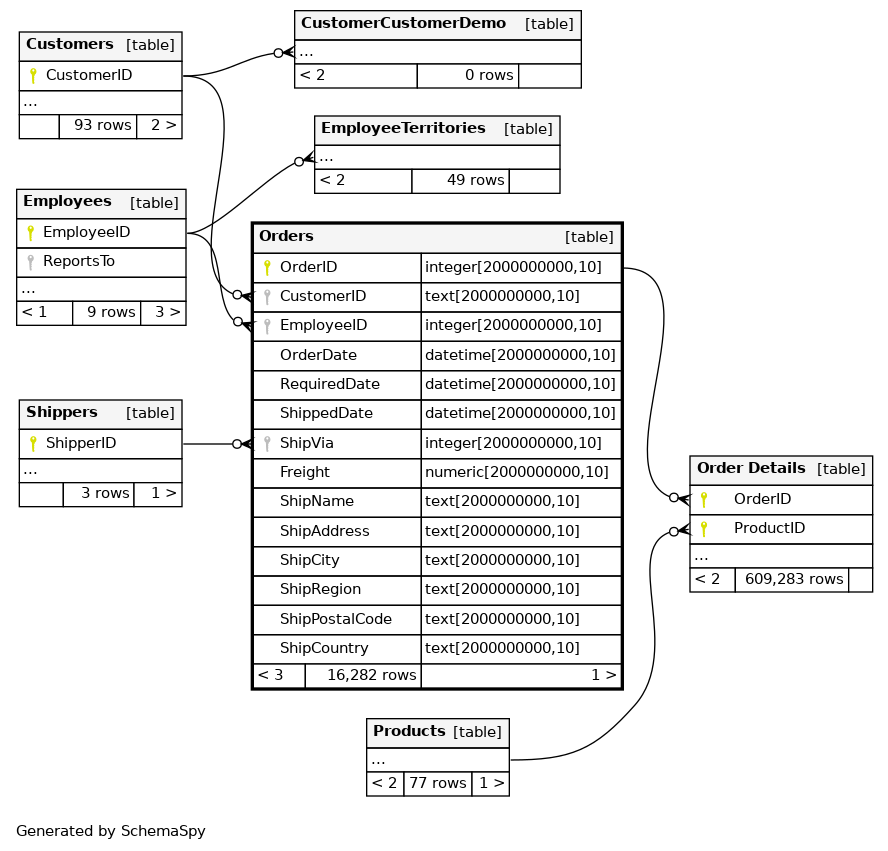 CustomerCustomerDemo [table]
...
< 2 0 rows
Customers [table]
CustomerID
...
93 rows 2 >
EmployeeTerritories [table]
...
< 2 49 rows
Employees [table]
EmployeeID
ReportsTo
...
< 1 9 rows 3 >
Orders [table]
OrderID integer[2000000000,10]
CustomerID text[2000000000,10]
EmployeeID integer[2000000000,10]
OrderDate datetime[2000000000,10]
RequiredDate datetime[2000000000,10]
ShippedDate datetime[2000000000,10]
ShipVia integer[2000000000,10]
Freight numeric[2000000000,10]
ShipName text[2000000000,10]
ShipAddress text[2000000000,10]
ShipCity text[2000000000,10]
ShipRegion text[2000000000,10]
ShipPostalCode text[2000000000,10]
ShipCountry text[2000000000,10]
< 3 16,282 rows 1 >
Shippers [table]
ShipperID
...
3 rows 1 >
Order Details [table]
OrderID
ProductID
...
< 2 609,283 rows
Products [table]
...
< 2 77 rows 1 >
Generated by SchemaSpy